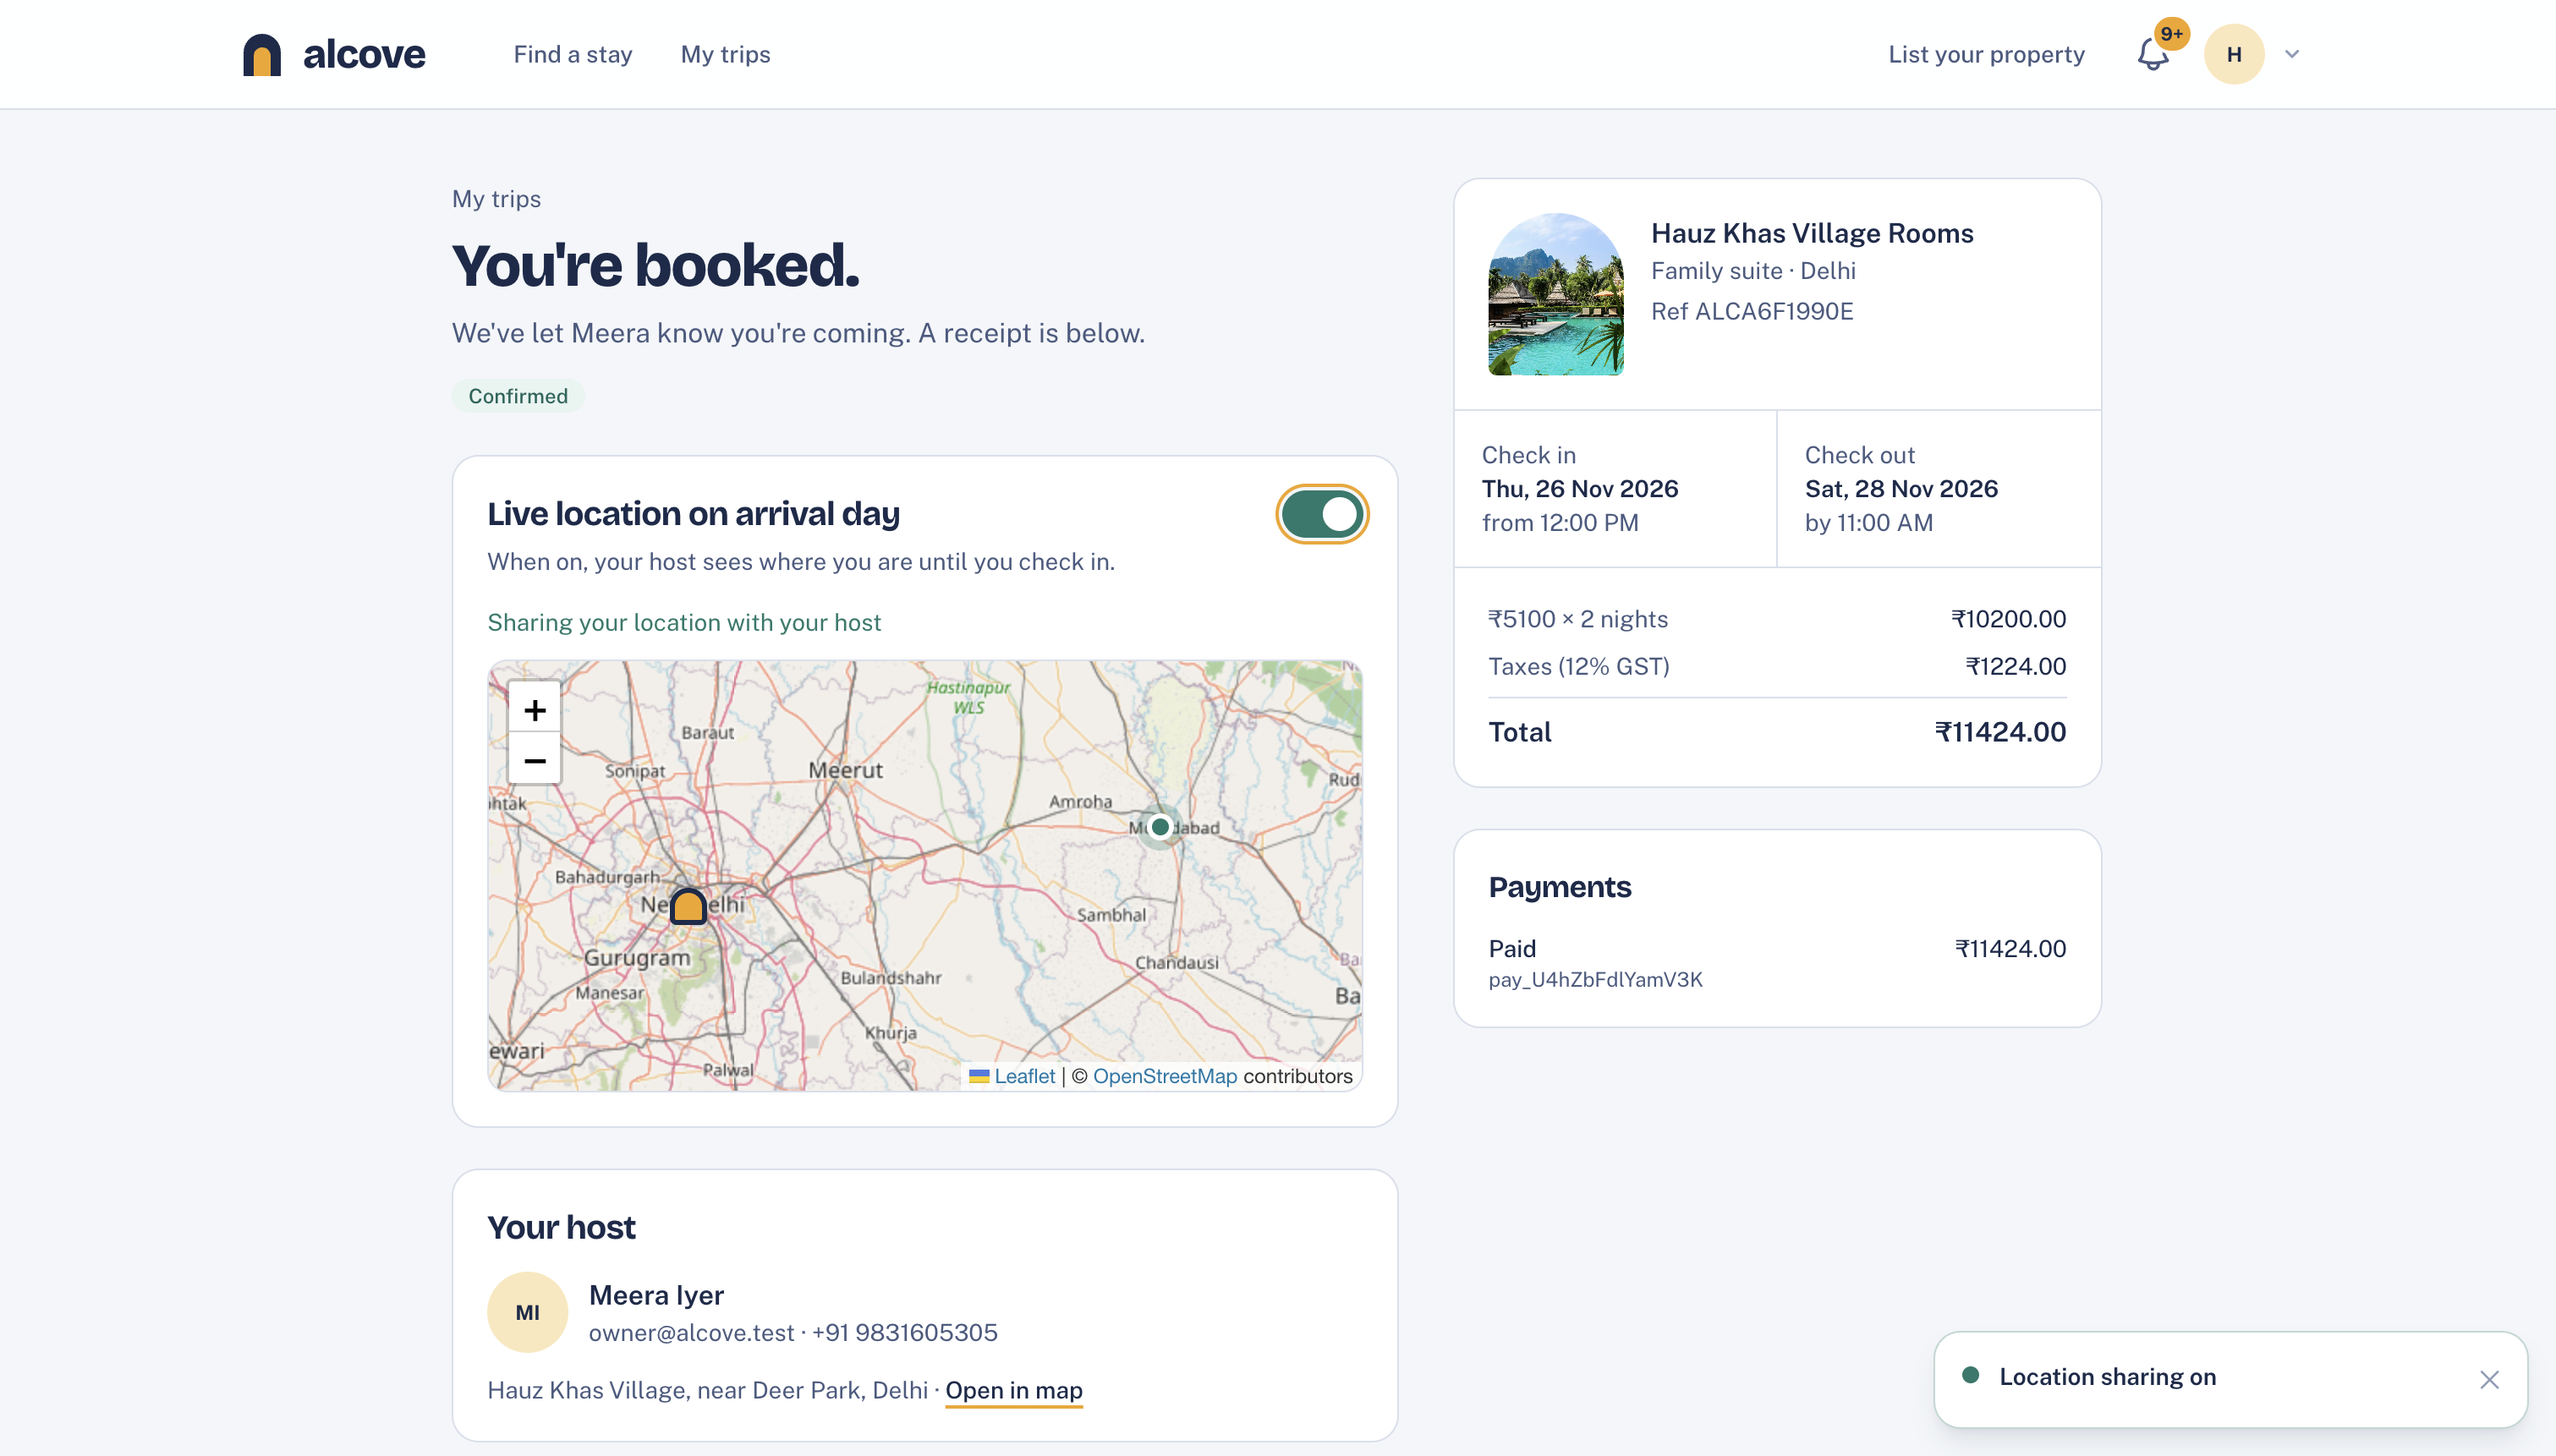 alcove
Find a stay
My trips
List your property
9+
H
My trips
You're booked.
We've let Meera know you're coming. A receipt is below.
Confirmed
Live location on arrival day
When on, your host sees where you are until you check in.
Sharing your location with your host
+
−
Hastinapur
WLS
Baraut
Sonipat
Meerut
Rud
htak
Amroha
Bahadurgarh
Sambhal
Gurugram
Chandausi
Ba
Bulandshahr
Manesar
Ba
Khurja
ewari
Palwal
Leaflet | © OpenStreetMap contributors
Your host
MI
Meera Iyer
owner@alcove.test · +91 9831605305
Hauz Khas Village, near Deer Park, Delhi · Open in map
Hauz Khas Village Rooms
Family suite · Delhi
Ref ALCA6F1990E
Check in
Thu, 26 Nov 2026
from 12:00 PM
Check out
Sat, 28 Nov 2026
by 11:00 AM
₹5100 × 2 nights
₹10200.00
Taxes (12% GST)
₹1224.00
Total
₹11424.00
Payments
Paid
₹11424.00
pay_U4hZbFdlYamV3K
Location sharing on